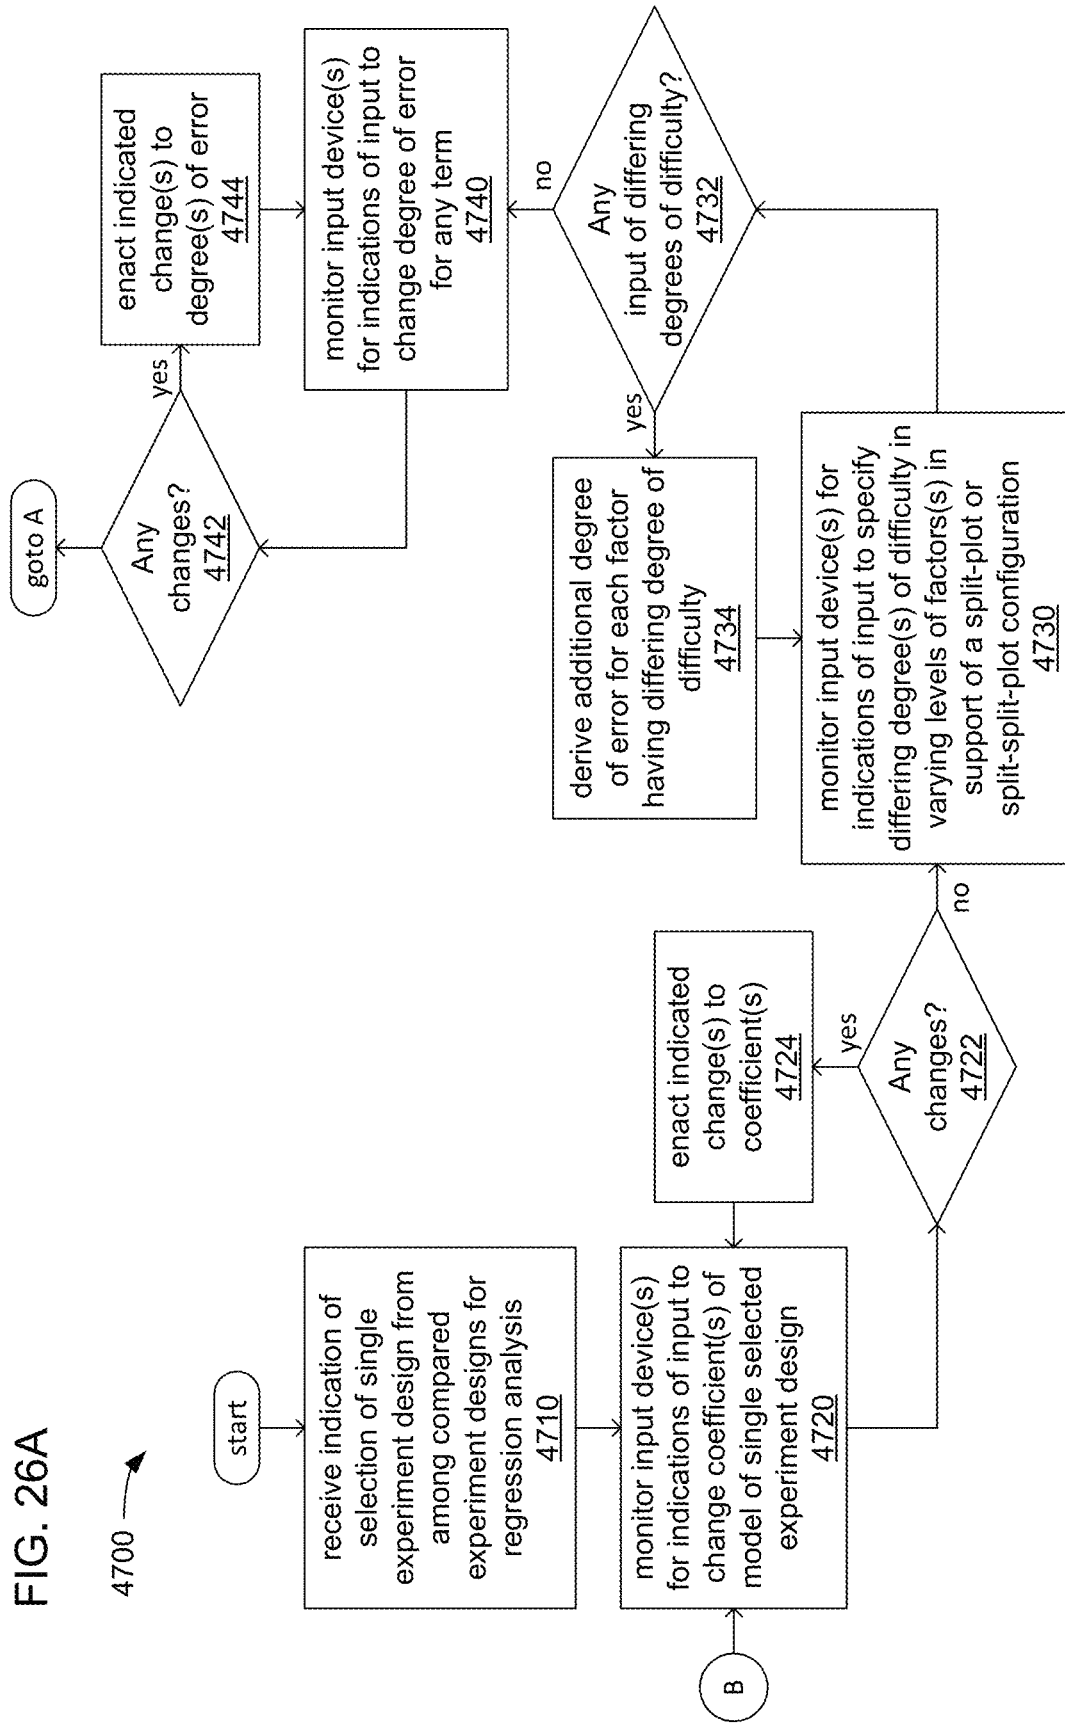 FIG. 26A
4700
start
receive indication of
selection of single
experiment design from
among compared
experiment designs for
regression analysis
4710
B
monitor input device(s)
for indications of input to
change coefficient(s) of
model of single selected
experiment design
4720
enact indicated
change(s) to
coefficient(s)
4724
yes
Any
changes?
4722
no
monitor input device(s) for
indications of input to specify
differing degree(s) of difficulty in
varying levels of factors(s) in
support of a split-plot or
split-split-plot configuration
4730
derive additional degree
of error for each factor
having differing degree of
difficulty
4734
yes
Any
input of differing
degrees of difficulty?
4732
no
monitor input device(s)
for indications of input to
change degree of error
for any term
4740
enact indicated
change(s) to
degree(s) of error
4744
yes
Any
changes?
4742
goto A